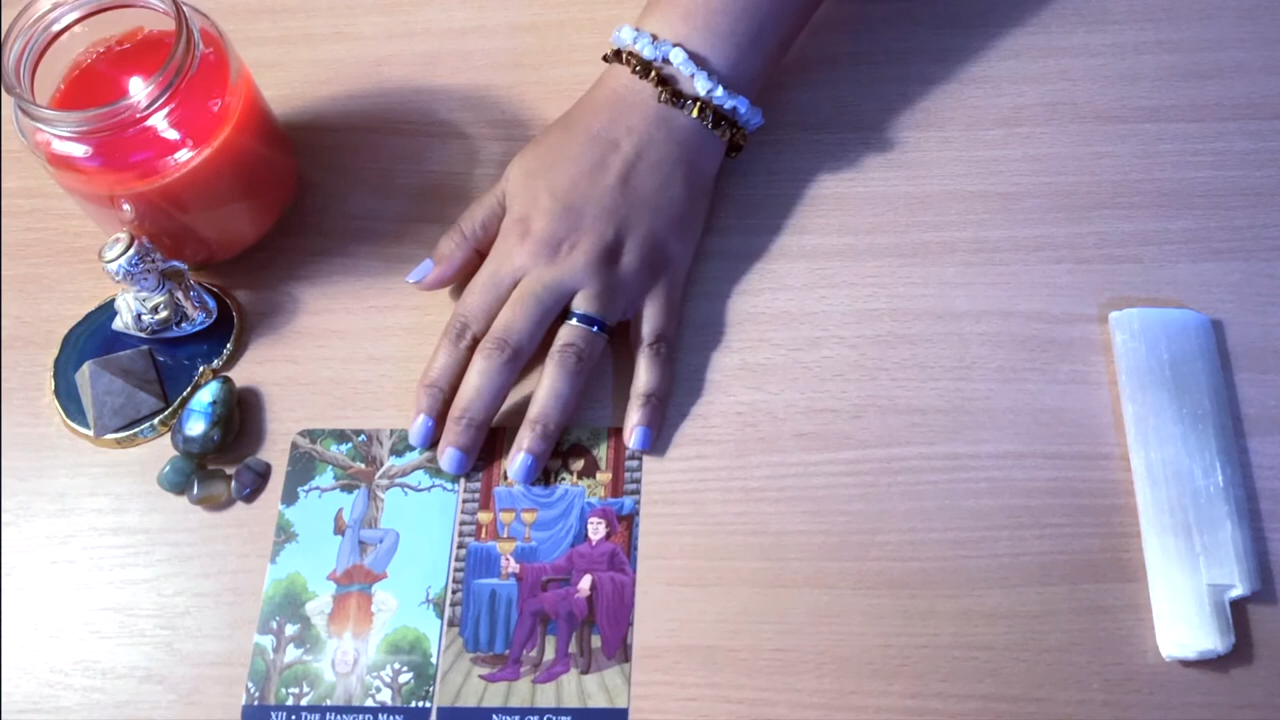 XII • THE HANGED MAN
NINE OF CUPS